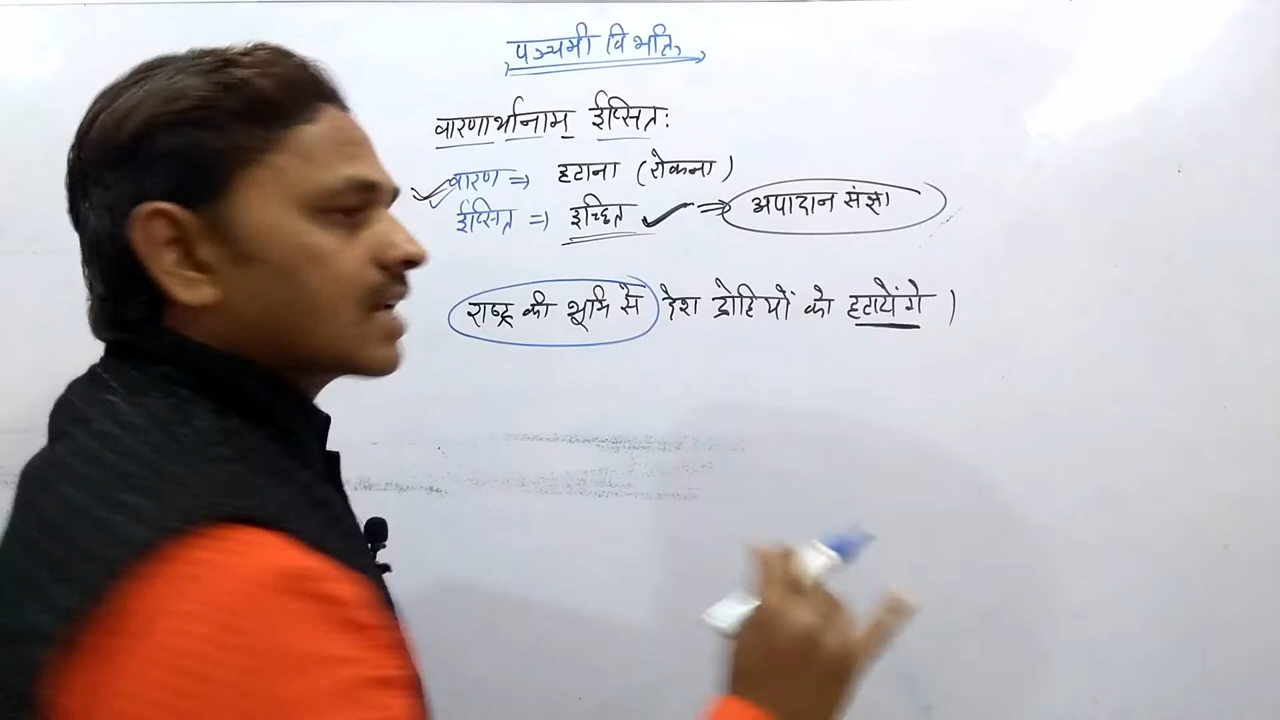 पञ्चमी विभक्ति
वारणार्थानाम् ईप्सितः
वारण => हटाना (रोकना)
ईप्सित => इच्छित => अपादान संज्ञा
राष्ट्र की भूमि से देश द्रोहियों को हटायेंगे।